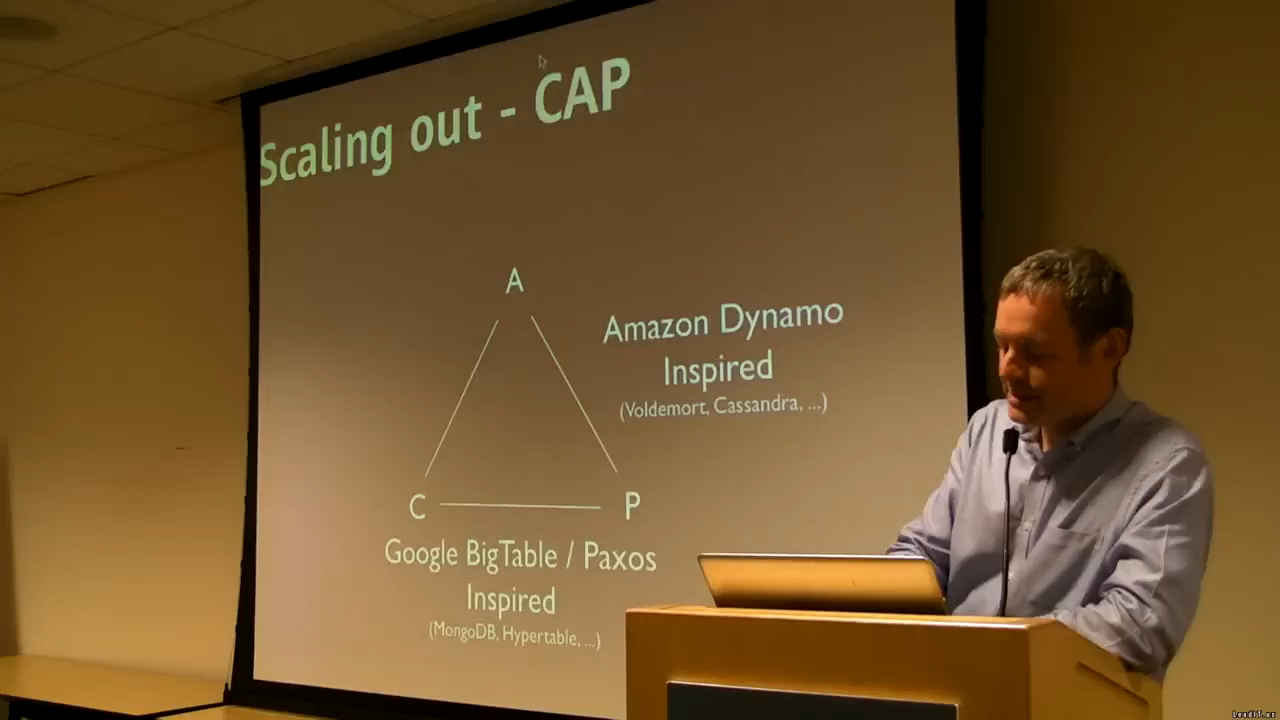 Scaling out - CAP
A
Amazon Dynamo
Inspired
(Voldemort, Cassandra, ...)
C
P
Google BigTable / Paxos
Inspired
(MongoDB, Hypertable, ...)